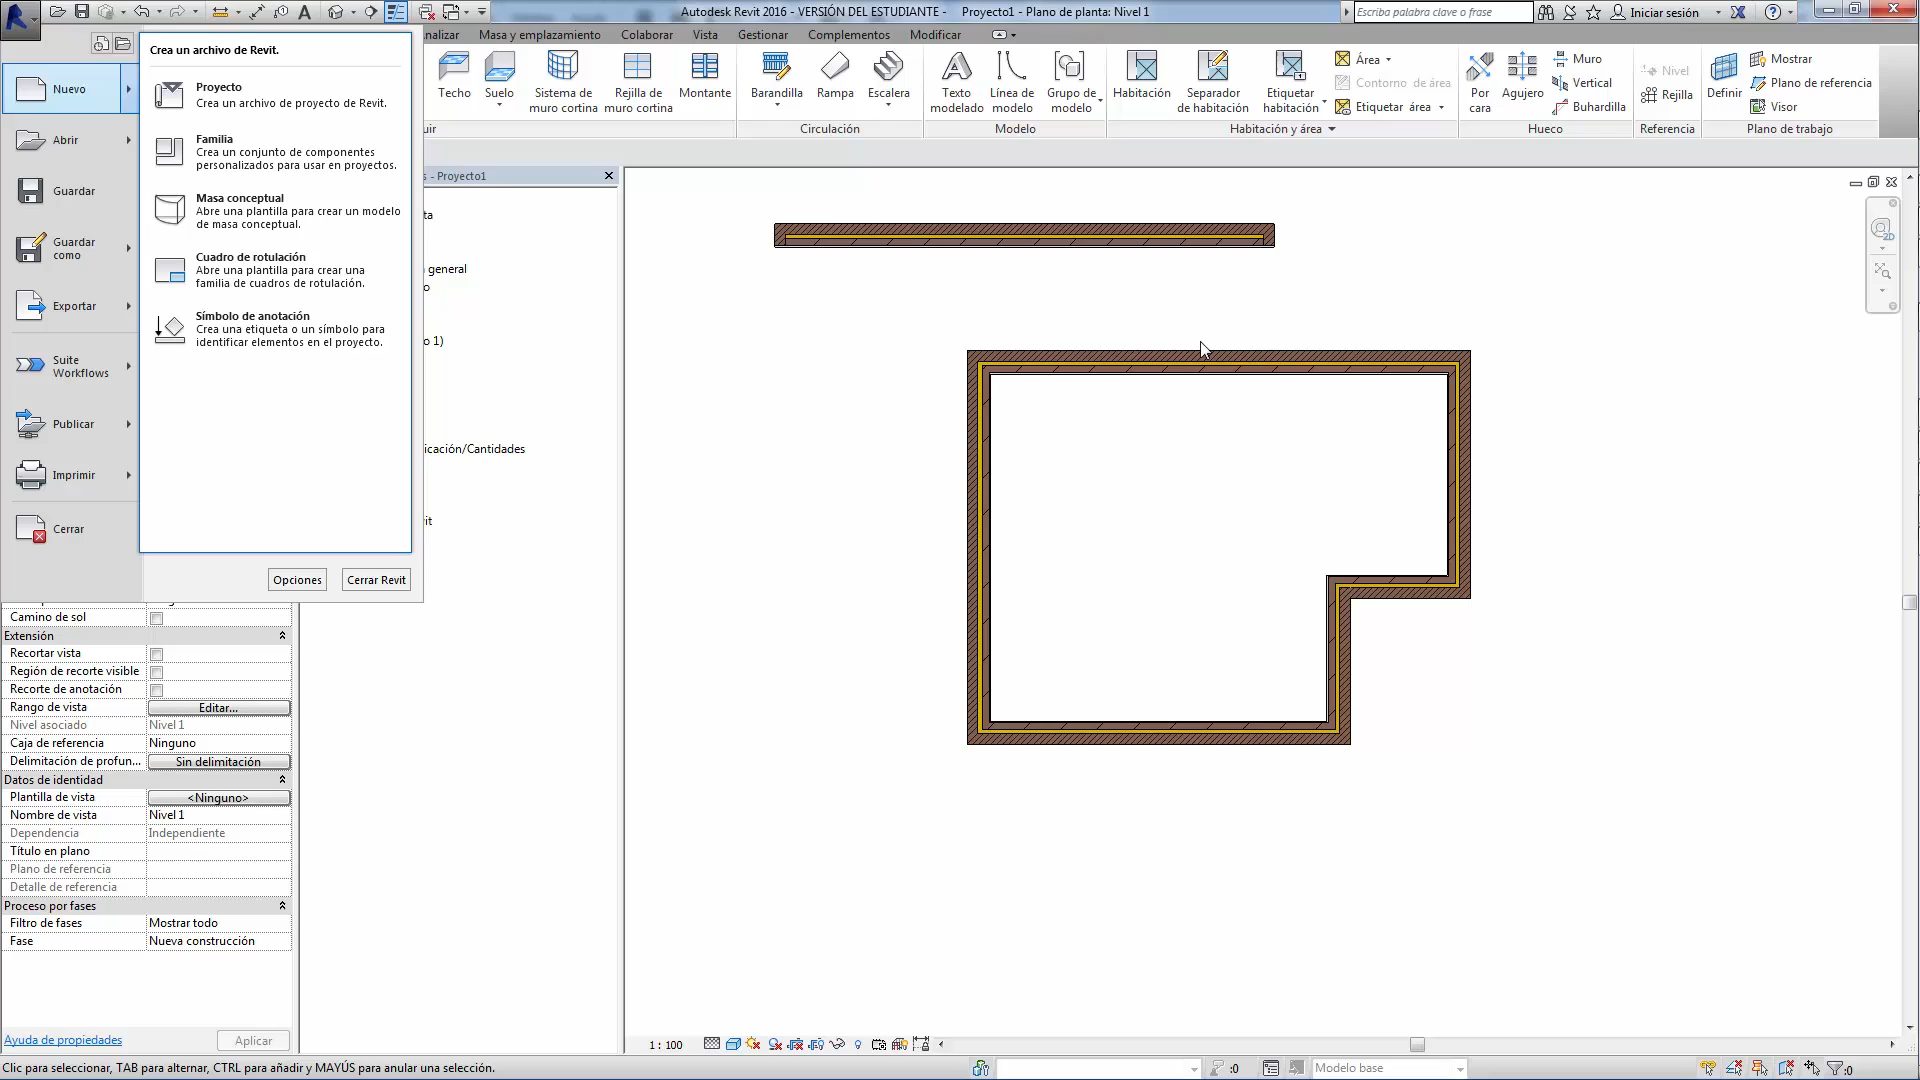 Autodesk Revit 2016 - VERSIÓN DEL ESTUDIANTE - Proyecto1 - Plano de planta: Nivel 1
Escriba palabra clave o frase
Iniciar sesión
nalizar Masa y emplazamiento Colaborar Vista Gestionar Complementos Modificar
Techo
Suelo
Sistema de
muro cortina
Rejilla de
muro cortina
Montante
Barandilla
Rampa
Escalera
Circulación
Texto
modelado
Línea de
modelo
Grupo de
modelo
Modelo
Habitación
Separador
de habitación
Etiquetar
habitación
Área
Contorno de área
Etiquetar área
Habitación y área
Por
cara
Agujero
Muro
Vertical
Buhardilla
Hueco
Nivel
Rejilla
Referencia
Definir
Mostrar
Plano de referencia
Visor
Plano de trabajo
uir
Nuevo
Abrir
Guardar
Guardar
como
Exportar
Suite
Workflows
Publicar
Imprimir
Cerrar
Crea un archivo de Revit.
Proyecto
Crea un archivo de proyecto de Revit.
Familia
Crea un conjunto de componentes
personalizados para usar en proyectos.
Masa conceptual
Abre una plantilla para crear un modelo
de masa conceptual.
Cuadro de rotulación
Abre una plantilla para crear una
familia de cuadros de rotulación.
Símbolo de anotación
Crea una etiqueta o un símbolo para
identificar elementos en el proyecto.
Opciones
Cerrar Revit
s - Proyecto1
ta
general
o
o 1)
icación/Cantidades
vit
2D
Camino de sol
Extensión
Recortar vista
Región de recorte visible
Recorte de anotación
Rango de vista Editar...
Nivel asociado Nivel 1
Caja de referencia Ninguno
Delimitación de profun... Sin delimitación
Datos de identidad
Plantilla de vista <Ninguno>
Nombre de vista Nivel 1
Dependencia Independiente
Título en plano
Plano de referencia
Detalle de referencia
Proceso por fases
Filtro de fases Mostrar todo
Fase Nueva construcción
Ayuda de propiedades
Aplicar
1 : 100
Clic para seleccionar, TAB para alternar, CTRL para añadir y MAYÚS para anular una selección.
:0
Modelo base
:0